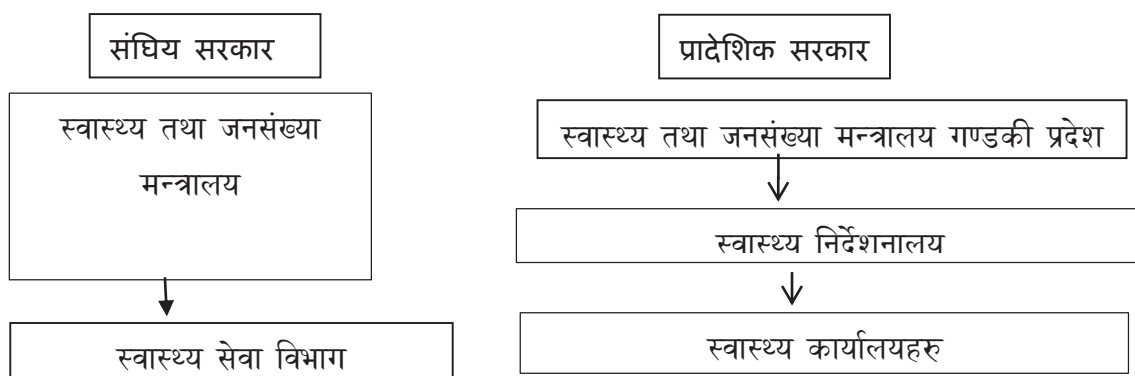 संघिय सरकार
स्वास्थ्य तथा जनसंख्या
मन्त्रालय
स्वास्थ्य सेवा विभाग
प्रादेशिक सरकार
स्वास्थ्य तथा जनसंख्या मन्त्रालय गण्डकी प्रदेश
स्वास्थ्य निर्देशनालय
स्वास्थ्य कार्यालयहरु